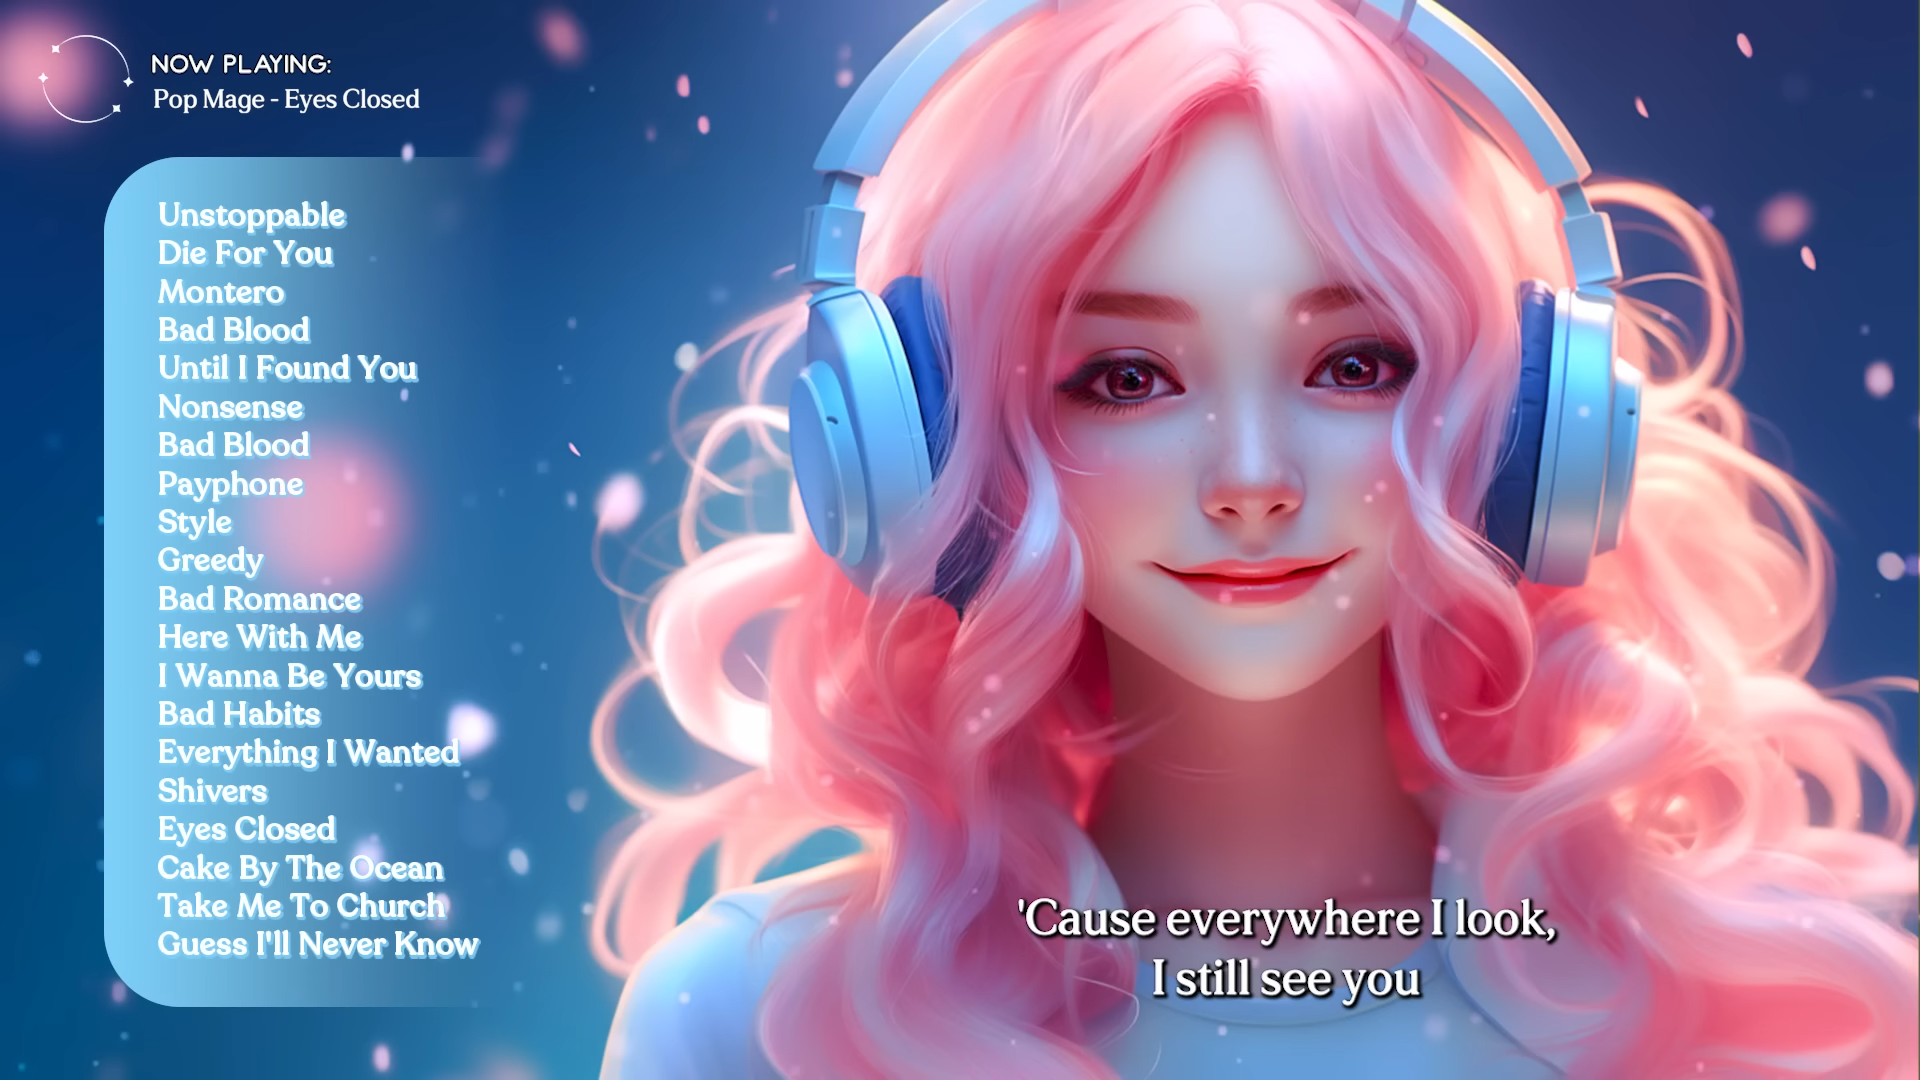 NOW PLAYING:
Pop Mage - Eyes Closed
Unstoppable
Die For You
Montero
Bad Blood
Until I Found You
Nonsense
Bad Blood
Payphone
Style
Greedy
Bad Romance
Here With Me
I Wanna Be Yours
Bad Habits
Everything I Wanted
Shivers
Eyes Closed
Cake By The Ocean
Take Me To Church
Guess I'll Never Know
'Cause everywhere I look,
I still see you